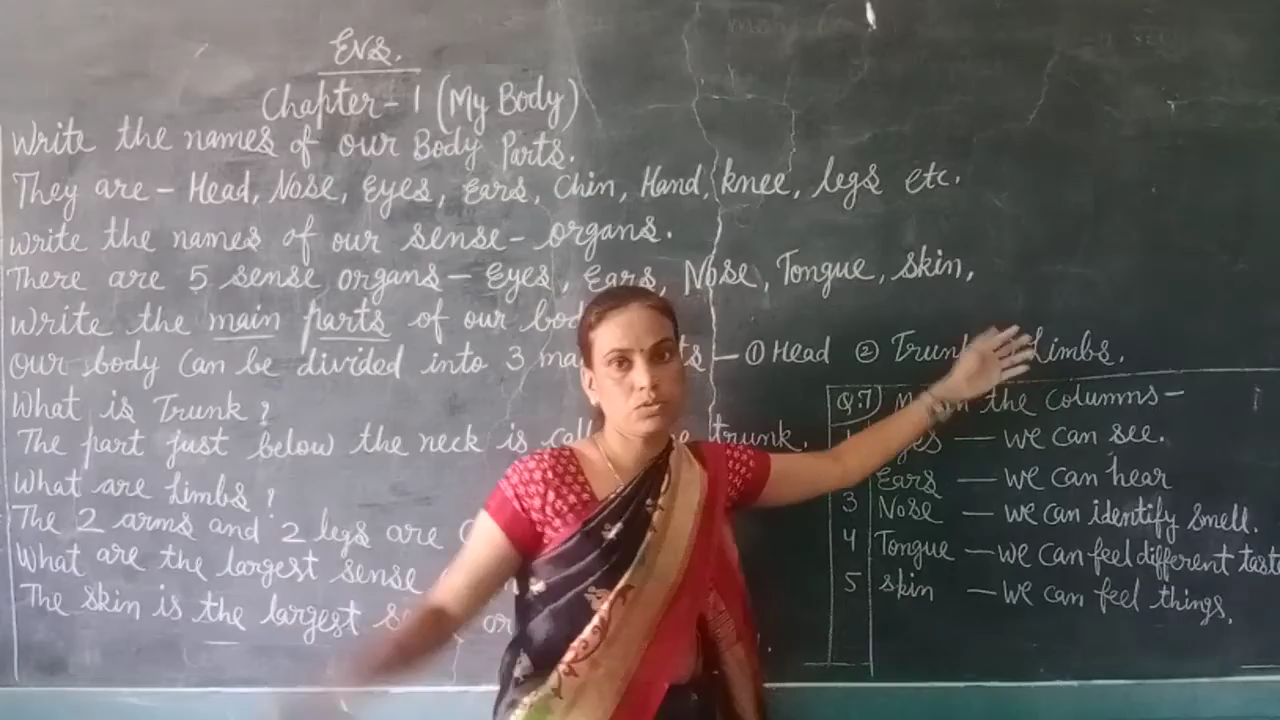 EVS.
Chapter-1 (My Body)
Write the names of our Body Parts.
They are - Head, Nose, Eyes, Ears, Chin, Hand, knee, legs etc.
Write the names of our sense-organs.
There are 5 sense organs - Eyes, Ears, Nose, Tongue, Skin,
Write the main parts of our
Our body can be divided into 3 - ① Head ② Limbs.
What is Trunk?
The part just below the neck is trunk.
What are Limbs?
The 2 arms and 2 legs are
What are the largest sense
The skin is the largest
Q.7) the columns-
- we can see.
Ears - we can hear
3 Nose - we can identify smell.
4 Tongue - we can feel different
5 skin - we can feel things.